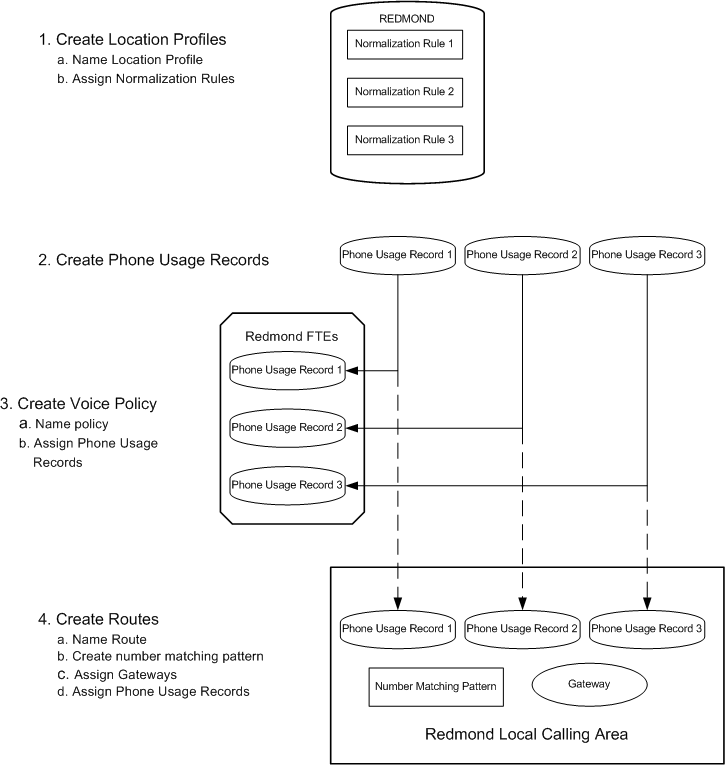 REDMOND
1. Create Location Profiles
a. Name Location Profile
b. Assign Normalization Rules
Normalization Rule 1
Normalization Rule 2
Normalization Rule 3
2. Create Phone Usage Records
Phone Usage Record 1
Phone Usage Record 2
Phone Usage Record 3
Redmond FTEs
Phone Usage Record 1
Phone Usage Record 2
Phone Usage Record 3
3. Create Voice Policy
a. Name policy
b. Assign Phone Usage
Records
4. Create Routes
a. Name Route
b. Create number matching pattern
c. Assign Gateways
d. Assign Phone Usage Records
Phone Usage Record 1
Phone Usage Record 2
Phone Usage Record 3
Number Matching Pattern
Gateway
Redmond Local Calling Area